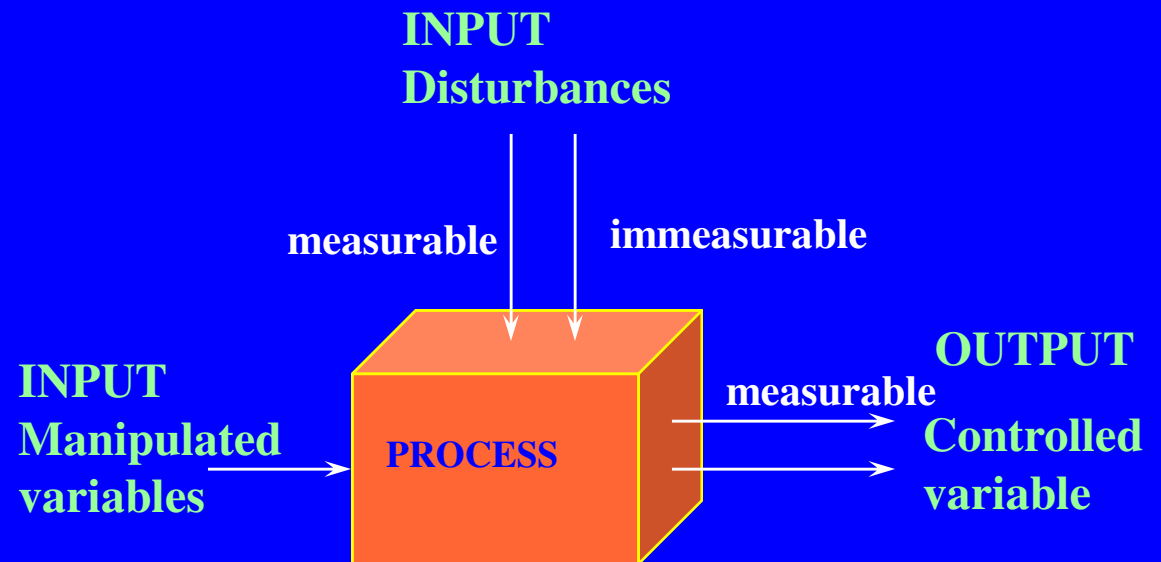 INPUT
Disturbances
measurable
immeasurable
INPUT
Manipulated
variables
PROCESS
measurable
OUTPUT
Controlled
variable